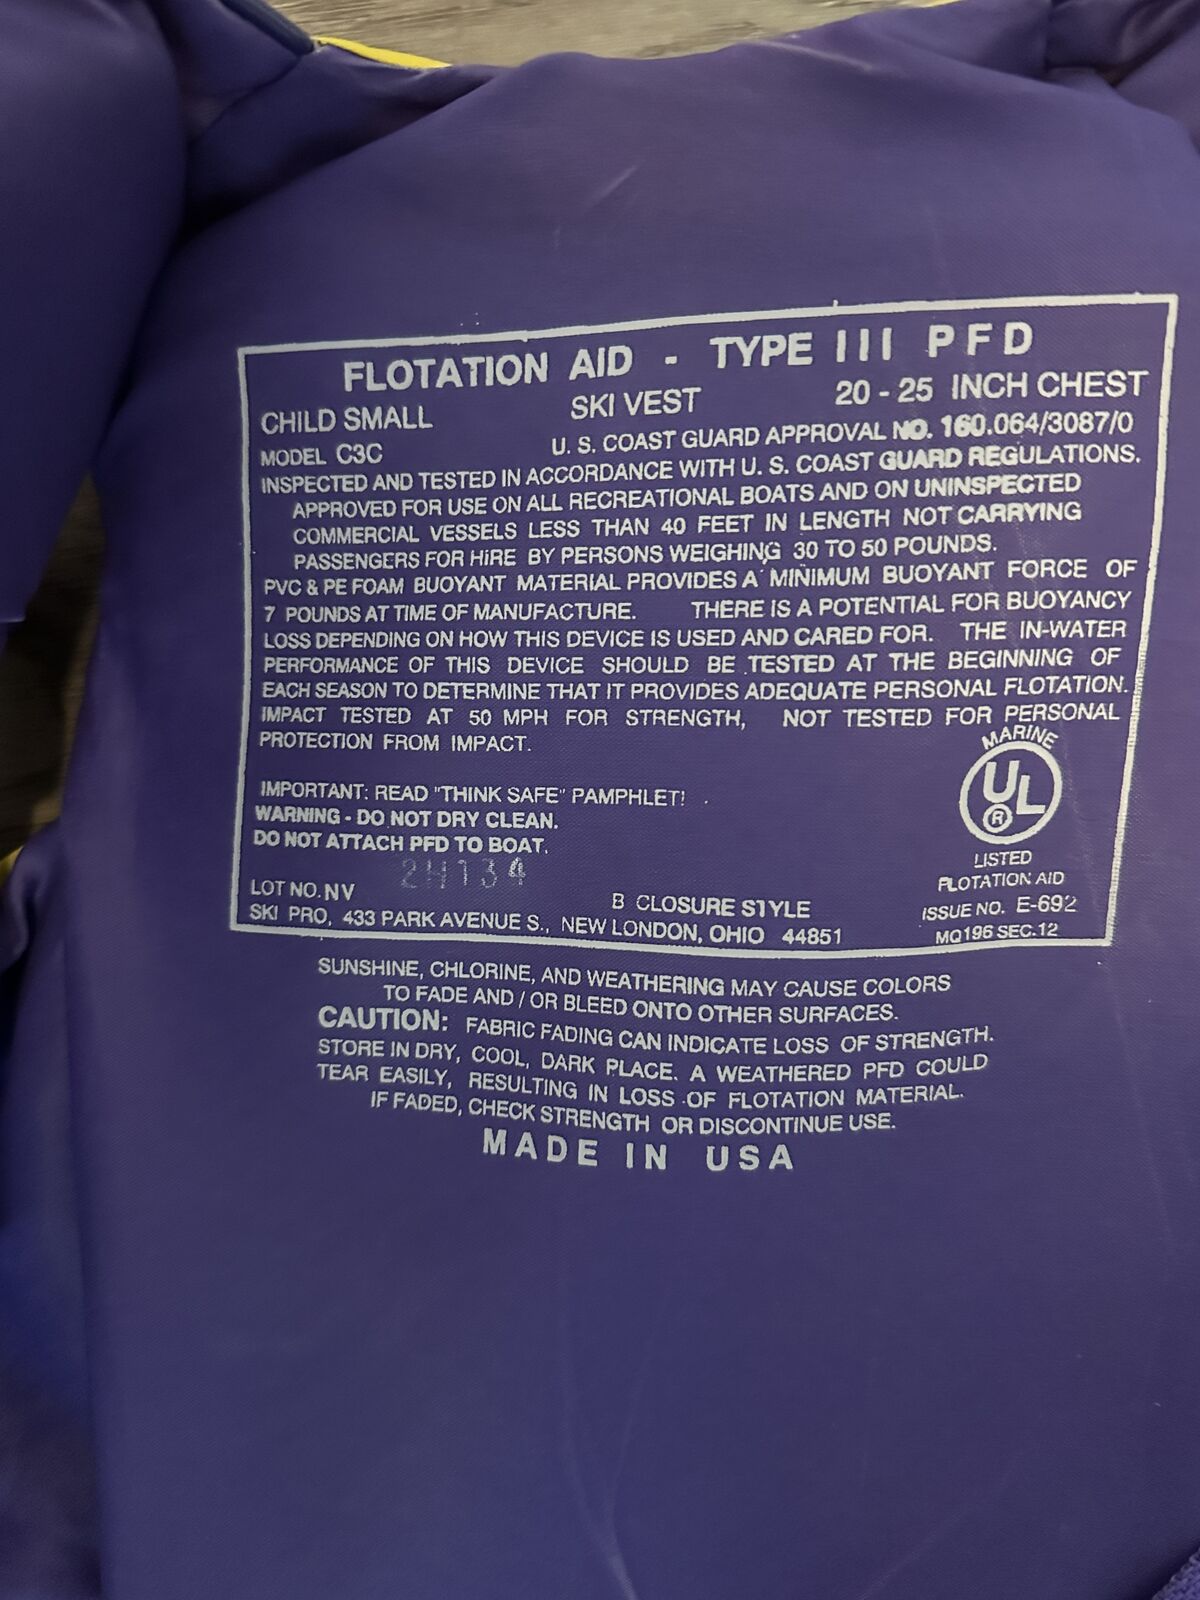 FLOTATION AID - TYPE III PFD
CHILD SMALL SKI VEST 20 - 25 INCH CHEST
MODEL C3C U. S. COAST GUARD APPROVAL NO. 160.064/3087/0
INSPECTED AND TESTED IN ACCORDANCE WITH U. S. COAST GUARD REGULATIONS.
APPROVED FOR USE ON ALL RECREATIONAL BOATS AND ON UNINSPECTED
COMMERCIAL VESSELS LESS THAN 40 FEET IN LENGTH NOT CARRYING
PASSENGERS FOR HIRE BY PERSONS WEIGHING 30 TO 50 POUNDS.
PVC & PE FOAM BUOYANT MATERIAL PROVIDES A MINIMUM BUOYANT FORCE OF
7 POUNDS AT TIME OF MANUFACTURE. THERE IS A POTENTIAL FOR BUOYANCY
LOSS DEPENDING ON HOW THIS DEVICE IS USED AND CARED FOR. THE IN-WATER
PERFORMANCE OF THIS DEVICE SHOULD BE TESTED AT THE BEGINNING OF
EACH SEASON TO DETERMINE THAT IT PROVIDES ADEQUATE PERSONAL FLOTATION.
IMPACT TESTED AT 50 MPH FOR STRENGTH, NOT TESTED FOR PERSONAL
PROTECTION FROM IMPACT.
MARINE
UL
®
IMPORTANT: READ "THINK SAFE" PAMPHLET!
WARNING - DO NOT DRY CLEAN.
DO NOT ATTACH PFD TO BOAT.
2H134
LISTED
FLOTATION AID
LOT NO. NV B CLOSURE STYLE ISSUE NO. E-692
SKI PRO, 433 PARK AVENUE S., NEW LONDON, OHIO 44851 MQ196 SEC.12
SUNSHINE, CHLORINE, AND WEATHERING MAY CAUSE COLORS
TO FADE AND / OR BLEED ONTO OTHER SURFACES.
CAUTION: FABRIC FADING CAN INDICATE LOSS OF STRENGTH.
STORE IN DRY, COOL, DARK PLACE. A WEATHERED PFD COULD
TEAR EASILY, RESULTING IN LOSS OF FLOTATION MATERIAL.
IF FADED, CHECK STRENGTH OR DISCONTINUE USE.
MADE IN USA